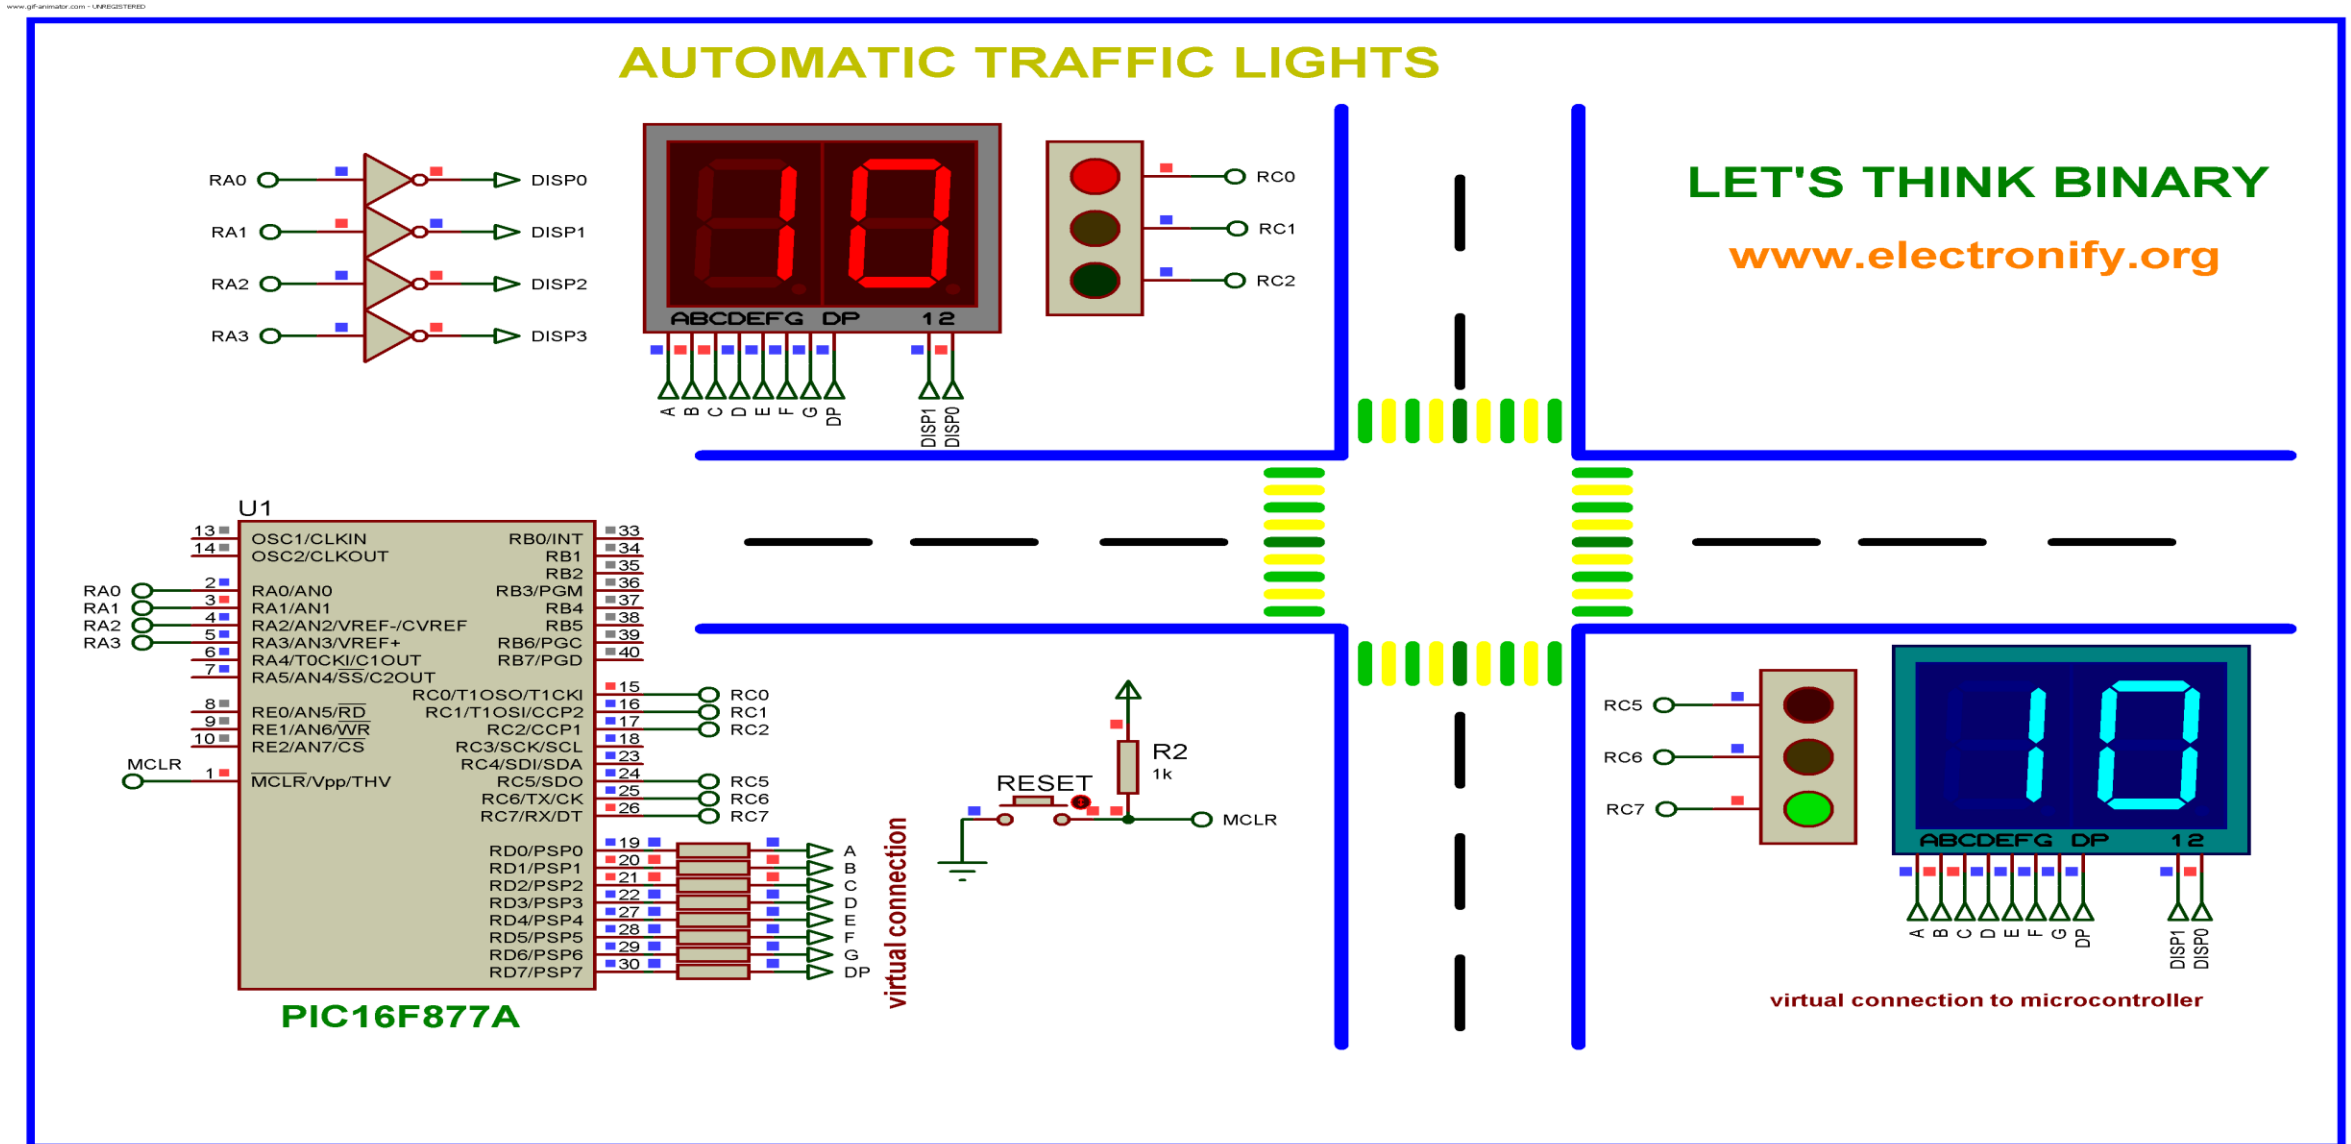 www.gif-animator.com - UNREGISTERED
AUTOMATIC TRAFFIC LIGHTS
LET'S THINK BINARY
www.electronify.org
RA0 DISP0
RA1 DISP1
RA2 DISP2
RA3 DISP3
ABCDEFG DP 12
10
A B C D E F G DP DISP1 DISP0
RC0
RC1
RC2
U1
13 OSC1/CLKIN RB0/INT 33
14 OSC2/CLKOUT RB1 34
RB2 35
RA0 2 RA0/AN0 RB3/PGM 36
RA1 3 RA1/AN1 RB4 37
RA2 4 RA2/AN2/VREF-/CVREF RB5 38
RA3 5 RA3/AN3/VREF+ RB6/PGC 39
6 RA4/T0CKI/C1OUT RB7/PGD 40
7 RA5/AN4/SS/C2OUT
RC0/T1OSO/T1CKI 15 RC0
8 RE0/AN5/RD RC1/T1OSI/CCP2 16 RC1
9 RE1/AN6/WR RC2/CCP1 17 RC2
10 RE2/AN7/CS RC3/SCK/SCL 18
RC4/SDI/SDA 23
MCLR 1 MCLR/Vpp/THV RC5/SDO 24 RC5
RC6/TX/CK 25 RC6
RC7/RX/DT 26 RC7
RD0/PSP0 19 A
RD1/PSP1 20 B
RD2/PSP2 21 C
RD3/PSP3 22 D
RD4/PSP4 27 E
RD5/PSP5 28 F
RD6/PSP6 29 G
RD7/PSP7 30 DP
PIC16F877A
virtual connection
R2
1k
RESET
MCLR
RC5
RC6
RC7
10
ABCDEFG DP 12
A B C D E F G DP DISP1 DISP0
virtual connection to microcontroller